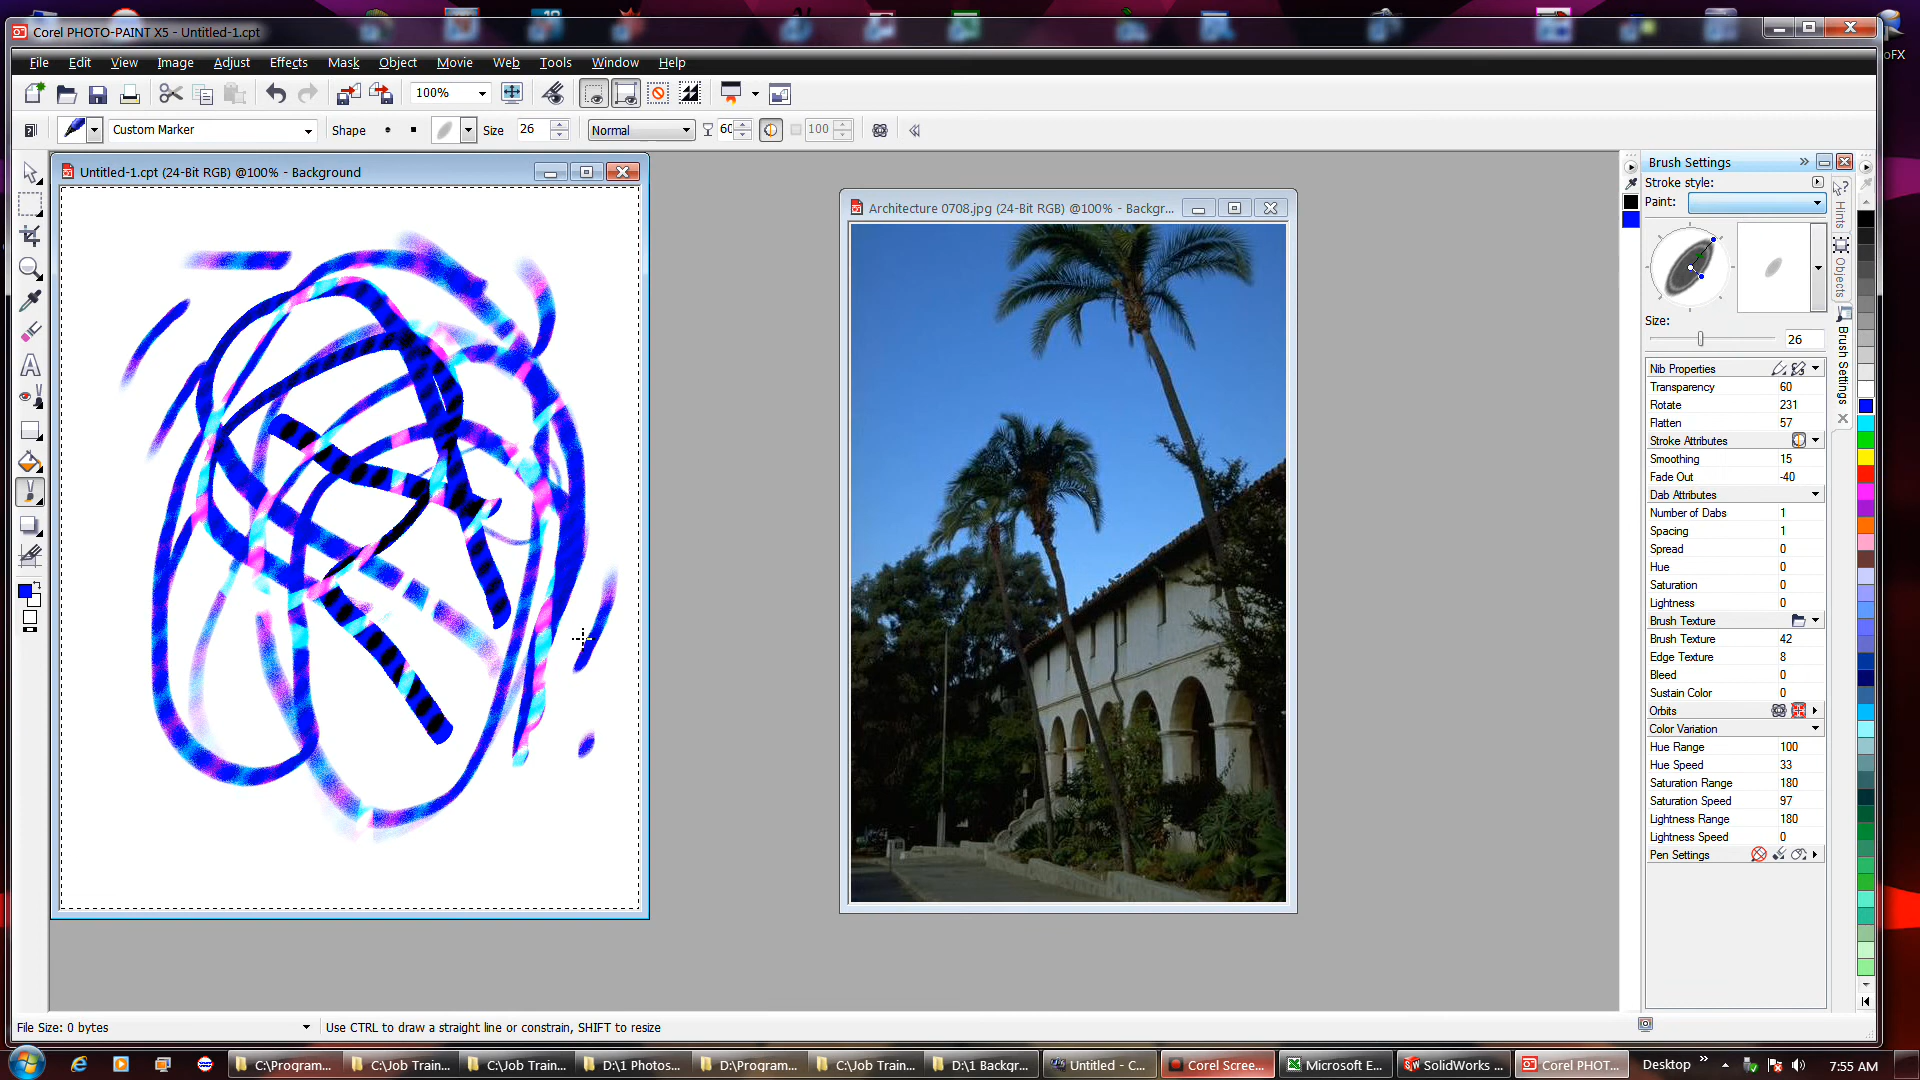 Corel PHOTO-PAINT X5 - Untitled-1.cpt
oFX
File Edit View Image Adjust Effects Mask Object Movie Web Tools Window Help
100%
Custom Marker Shape Size 26 Normal 60 100
Untitled-1.cpt (24-Bit RGB) @100% - Background
Architecture 0708.jpg (24-Bit RGB) @100% - Backgr...
Brush Settings
Stroke style:
Paint:
Size:
26
Nib Properties
Transparency 60
Rotate 231
Flatten 57
Stroke Attributes
Smoothing 15
Fade Out -40
Dab Attributes
Number of Dabs 1
Spacing 1
Spread 0
Hue 0
Saturation 0
Lightness 0
Brush Texture
Brush Texture 42
Edge Texture 8
Bleed 0
Sustain Color 0
Orbits
Color Variation
Hue Range 100
Hue Speed 33
Saturation Range 180
Saturation Speed 97
Lightness Range 180
Lightness Speed 0
Pen Settings
Hints
Objects
Brush Settings
File Size: 0 bytes
Use CTRL to draw a straight line or constrain, SHIFT to resize
C:\Program... C:\Job Train... C:\Job Train... D:\1 Photos... D:\Program... C:\Job Train... D:\1 Backgr... Untitled - C... Corel Scree... Microsoft E... SolidWorks ... Corel PHOT... Desktop 7:55 AM